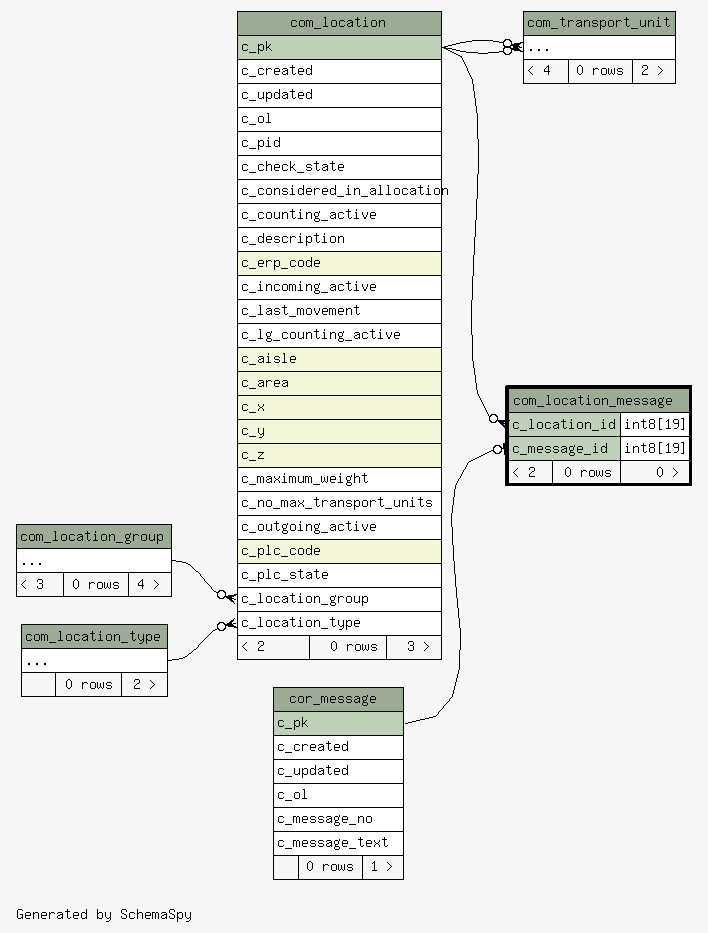 com_location
c_pk
c_created
c_updated
c_ol
c_pid
c_check_state
c_considered_in_allocation
c_counting_active
c_description
c_erp_code
c_incoming_active
c_last_movement
c_lg_counting_active
c_aisle
c_area
c_x
c_y
c_z
c_maximum_weight
c_no_max_transport_units
c_outgoing_active
c_plc_code
c_plc_state
c_location_group
c_location_type
< 2 0 rows 3 >
com_transport_unit
...
< 4 0 rows 2 >
com_location_message
c_location_id int8[19]
c_message_id int8[19]
< 2 0 rows 0 >
com_location_group
...
< 3 0 rows 4 >
com_location_type
...
0 rows 2 >
cor_message
c_pk
c_created
c_updated
c_ol
c_message_no
c_message_text
0 rows 1 >
Generated by SchemaSpy